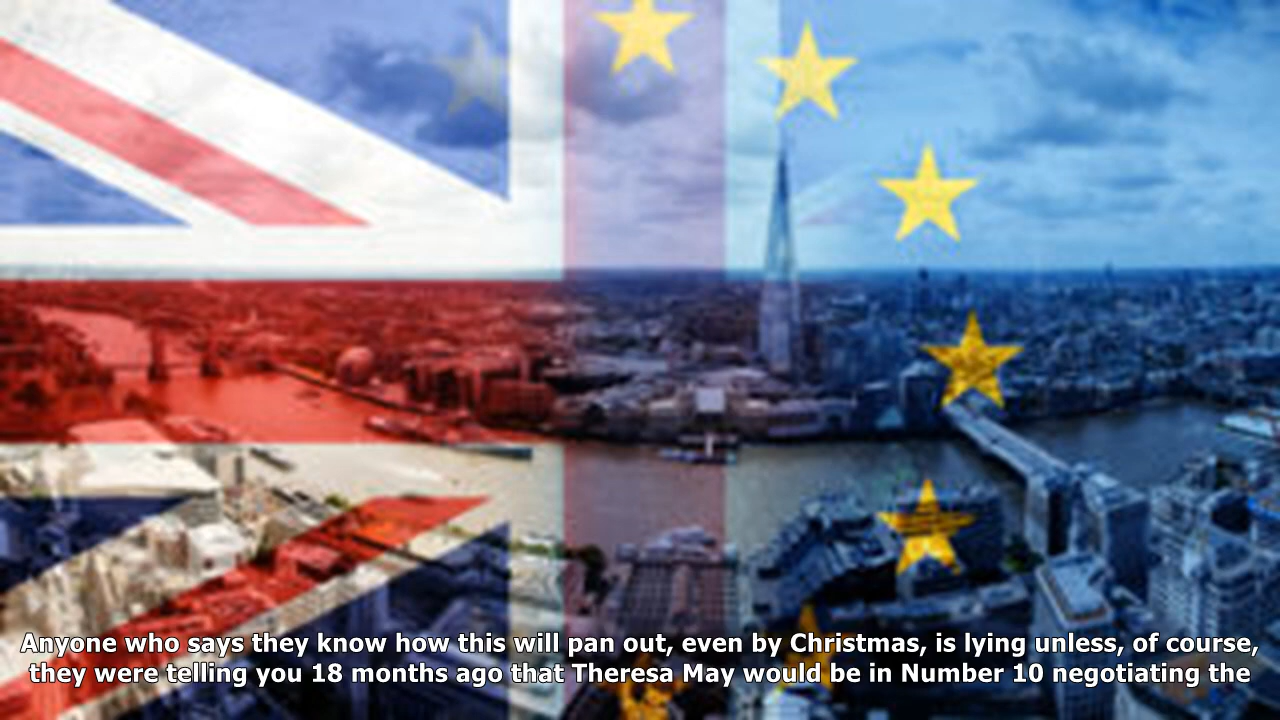 Anyone who says they know how this will pan out, even by Christmas, is lying unless, of course,
they were telling you 18 months ago that Theresa May would be in Number 10 negotiating the